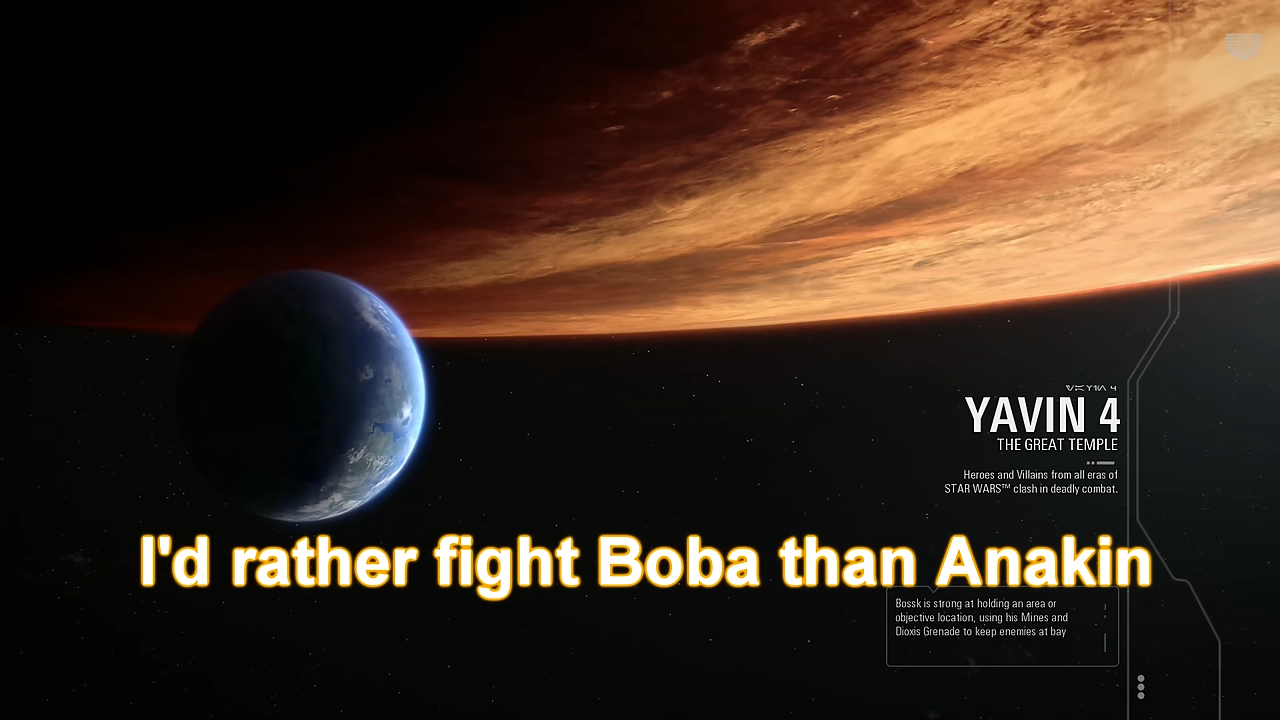 YAVIN 4
THE GREAT TEMPLE
Heroes and Villains from all eras of
STAR WARS™ clash in deadly combat.
I'd rather fight Boba than Anakin
Bossk is strong at holding an area or
objective location, using his Mines and
Dioxis Grenade to keep enemies at bay